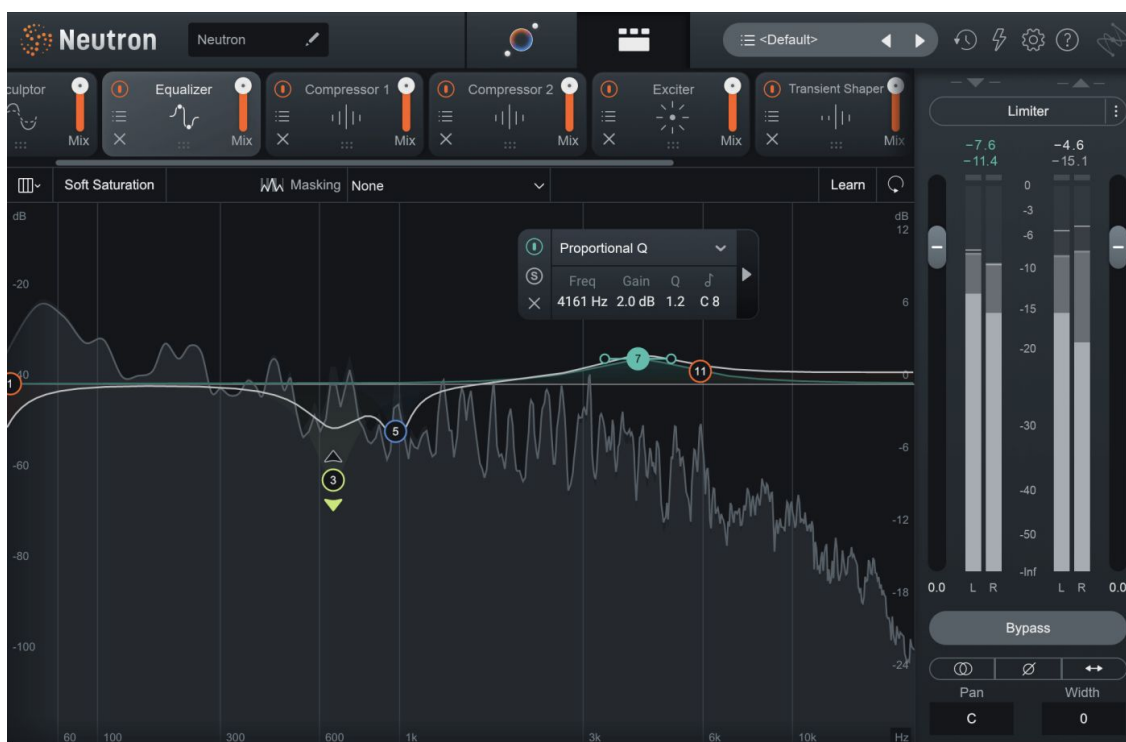 Neutron
Neutron
<Default>
culptor
Mix
Equalizer
Mix
Compressor 1
Mix
Compressor 2
Mix
Exciter
Mix
Transient Shaper
Mix
Limiter
-7.6
-11.4
-4.6
-15.1
Soft Saturation
Masking
None
Learn
dB
-20
-40
-60
-80
-100
dB
12
6
0
-6
-12
-18
-24
S
Proportional Q
Freq Gain Q
4161 Hz 2.0 dB 1.2 C 8
1
3
5
7
11
60 100 300 600 1k 3k 6k 10k Hz
0
-3
-6
-10
-15
-20
-30
-40
-50
-Inf
0.0 L R L R 0.0
Bypass
Pan Width
C 0